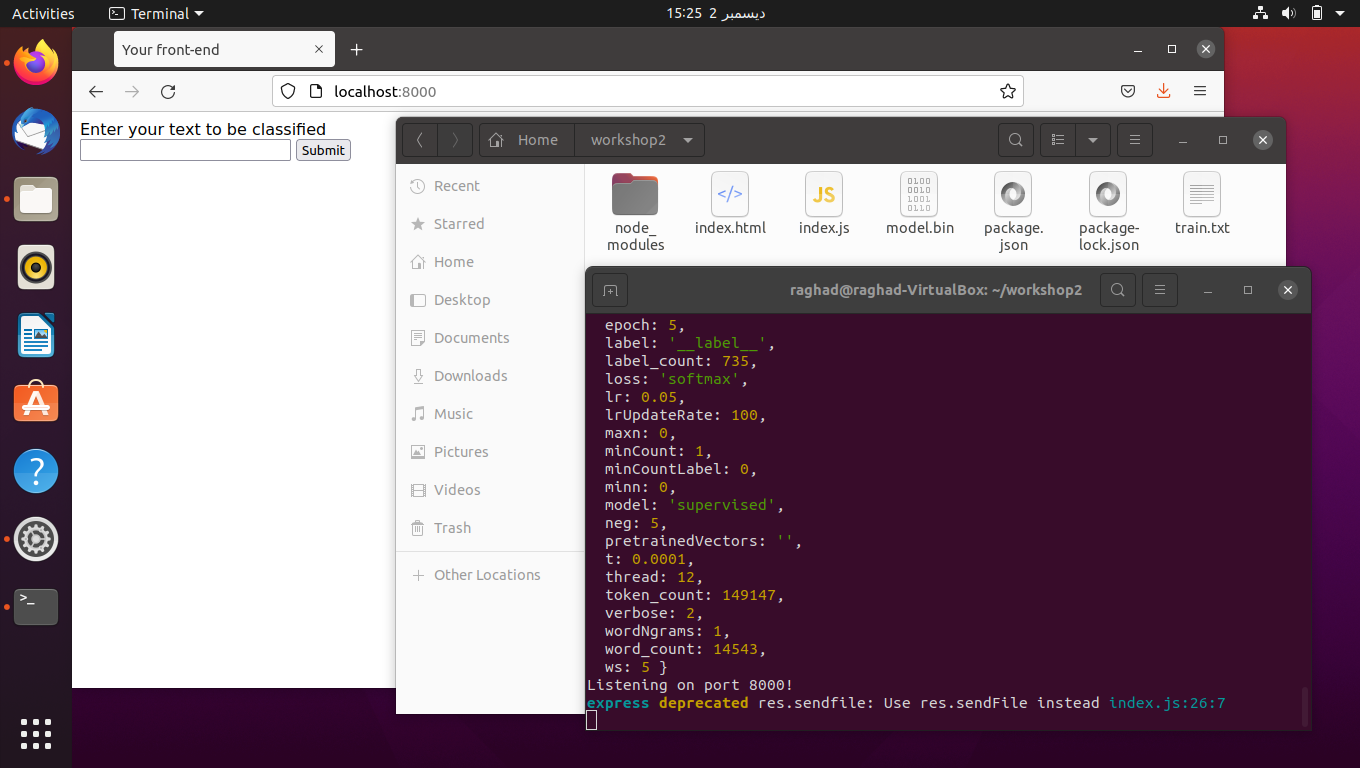 Activities
Terminal
15:25 2 ديسمبر
Your front-end
localhost:8000
Enter your text to be classified
Submit
Home
workshop2
Recent
Starred
Home
Desktop
Documents
Downloads
Music
Pictures
Videos
Trash
Other Locations
node_
modules
</>
index.html
JS
index.js
0100
0010
1001
0110
model.bin
package.
json
package-
lock.json
train.txt
raghad@raghad-VirtualBox: ~/workshop2
epoch: 5,
label: '__label__',
label_count: 735,
loss: 'softmax',
lr: 0.05,
lrUpdateRate: 100,
maxn: 0,
minCount: 1,
minCountLabel: 0,
minn: 0,
model: 'supervised',
neg: 5,
pretrainedVectors: '',
t: 0.0001,
thread: 12,
token_count: 149147,
verbose: 2,
wordNgrams: 1,
word_count: 14543,
ws: 5 }
Listening on port 8000!
express deprecated res.sendfile: Use res.sendFile instead index.js:26:7